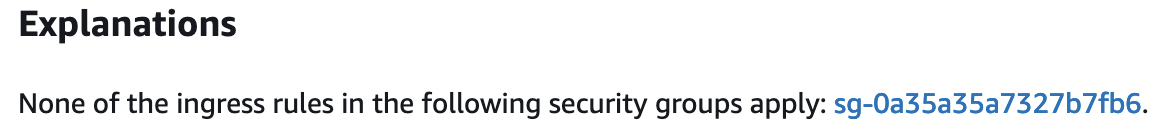 Explanations
None of the ingress rules in the following security groups apply: sg-0a35a35a7327b7fb6.